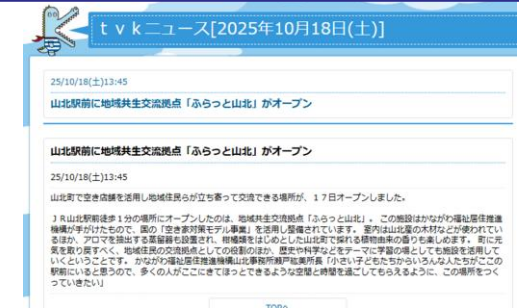 tvkニュース[2025年10月18日(土)]
25/10/18(土)13:45
山北駅前に地域共生交流拠点「ふらっと山北」がオープン
山北駅前に地域共生交流拠点「ふらっと山北」がオープン
25/10/18(土)13:45
山北町で空き店舗を活用し地域住民らが立ち寄って交流できる場所が、17日オープンしました。
JR山北駅前徒歩1分の場所にオープンしたのは、地域共生交流拠点「ふらっと山北」。 この施設はかながわ福祉居住推進
機構が手がけたもので、国の「空き家対策モデル事業」を活用し整備されています。 室内は山北産の木材などが使われてい
るほか、アロマを抽出する蒸留器も設置され、柑橘類をはじめとした山北町で採れる植物由来の香りも楽しめます。 町に元
気を取り戻すべく、地域住民の交流拠点としての役割のほか、歴史や科学などをテーマに学習の場としても施設を活用して
いくということです。 かながわ福祉居住推進機構山北事務所瀬戸紘美所長「小さい子どもたちからいろんな人たちがここの
駅前にいると思うので、多くの人がここにきてほっとできるような空間と時間を過ごしてもらえるように、この場所をつく
っていきたい」
TOPへ